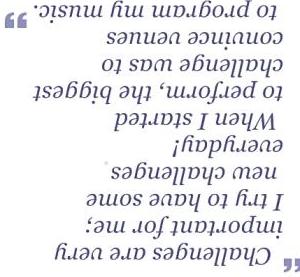 "Challenges are very
important for me;
I try to have some
new challenges
everyday!
When I started
to perform, the biggest
challenge was to
convince venues
to program my music."